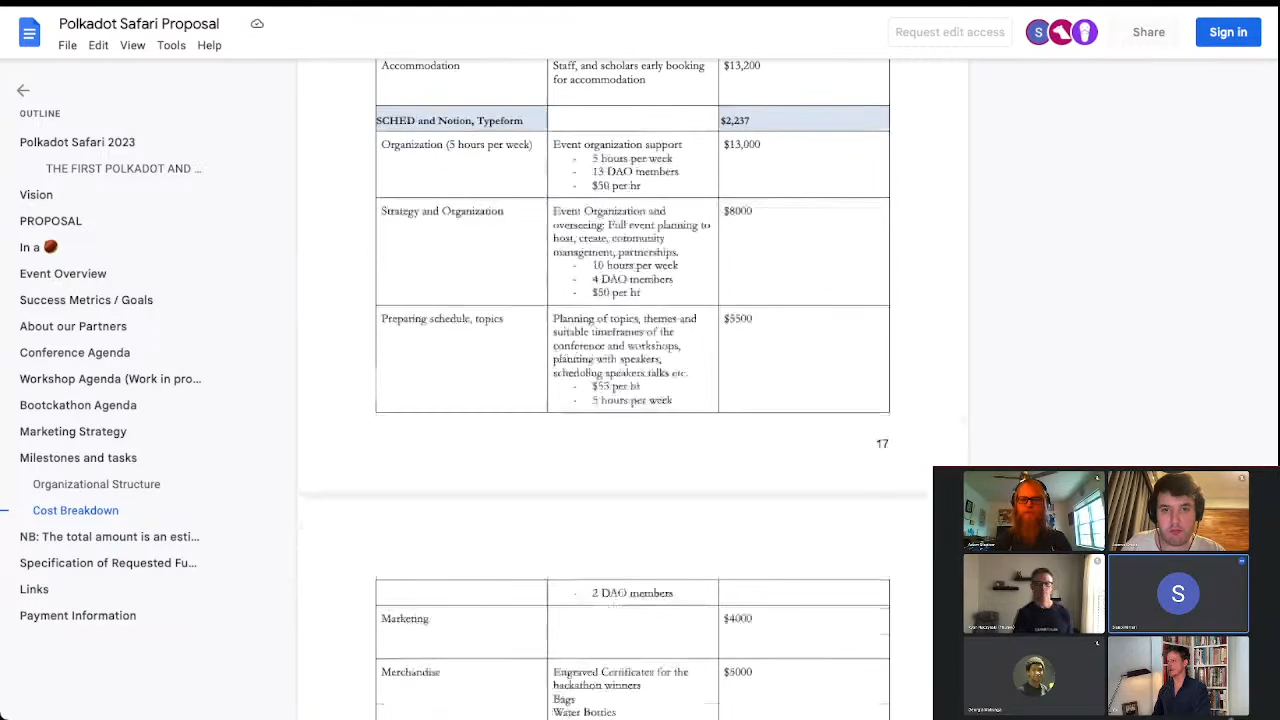 Polkadot Safari Proposal
File Edit View Tools Help
Request edit access
S
Share
Sign in
OUTLINE
Polkadot Safari 2023
THE FIRST POLKADOT AND ...
Vision
PROPOSAL
In a 🌰
Event Overview
Success Metrics / Goals
About our Partners
Conference Agenda
Workshop Agenda (Work in pro...
Bootckathon Agenda
Marketing Strategy
Milestones and tasks
Organizational Structure
Cost Breakdown
NB: The total amount is an esti...
Specification of Requested Fu...
Links
Payment Information
Accommodation
Staff, and scholars early booking
for accommodation
$13,200
SCHED and Notion, Typeform
$2,237
Organization (5 hours per week)
Event organization support
- 5 hours per week
- 13 DAO members
- $50 per hr
$13,000
Strategy and Organization
Event Organization and
overseeing: Full event planning to
host, create, community
management, partnerships.
- 10 hours per week
- 4 DAO members
- $50 per hr
$8000
Preparing schedule, topics
Planning of topics, themes and
suitable timeframes of the
conference and workshops,
planning with speakers,
scheduling speakers talks etc.
- $55 per hr
- 5 hours per week
$5500
17
- 2 DAO members
Marketing
$4000
Merchandise
Engraved Certificates for the
hackathon winners
Bags
Water Bottles
$5000
S